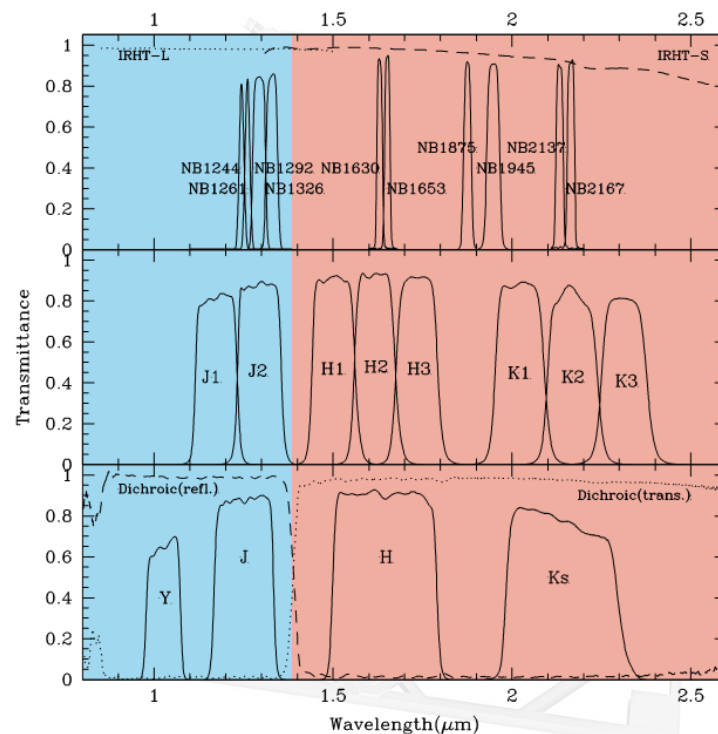 1 1.5 2 2.5
1 IRHT-L IRHT-S
0.8
0.6
NB1244 NB1292 NB1630 NB1875 NB1945 NB2137
0.4
NB1261 NB1326 NB1653 NB2167
0.2
0
1
0.8
0.6
J1 J2 H1 H2 H3 K1 K2 K3
0.4
0.2
0
Transmittance
1
Dichroic(refl.) Dichroic(trans.)
0.8
0.6
Y J H Ks
0.4
0.2
0
1 1.5 2 2.5
Wavelength(μm)